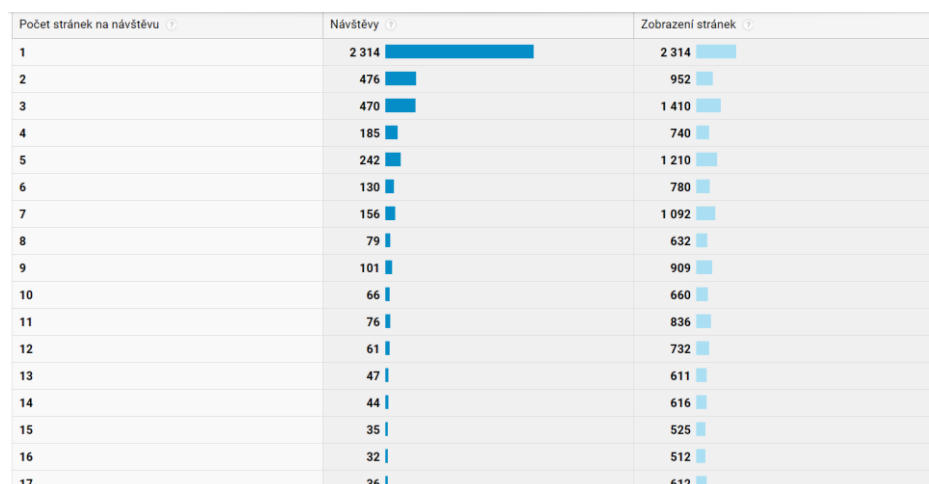 Počet stránek na návštěvu ? Návštěvy ? Zobrazení stránek ?
1 2 314 2 314
2 476 952
3 470 1 410
4 185 740
5 242 1 210
6 130 780
7 156 1 092
8 79 632
9 101 909
10 66 660
11 76 836
12 61 732
13 47 611
14 44 616
15 35 525
16 32 512
17 36 612